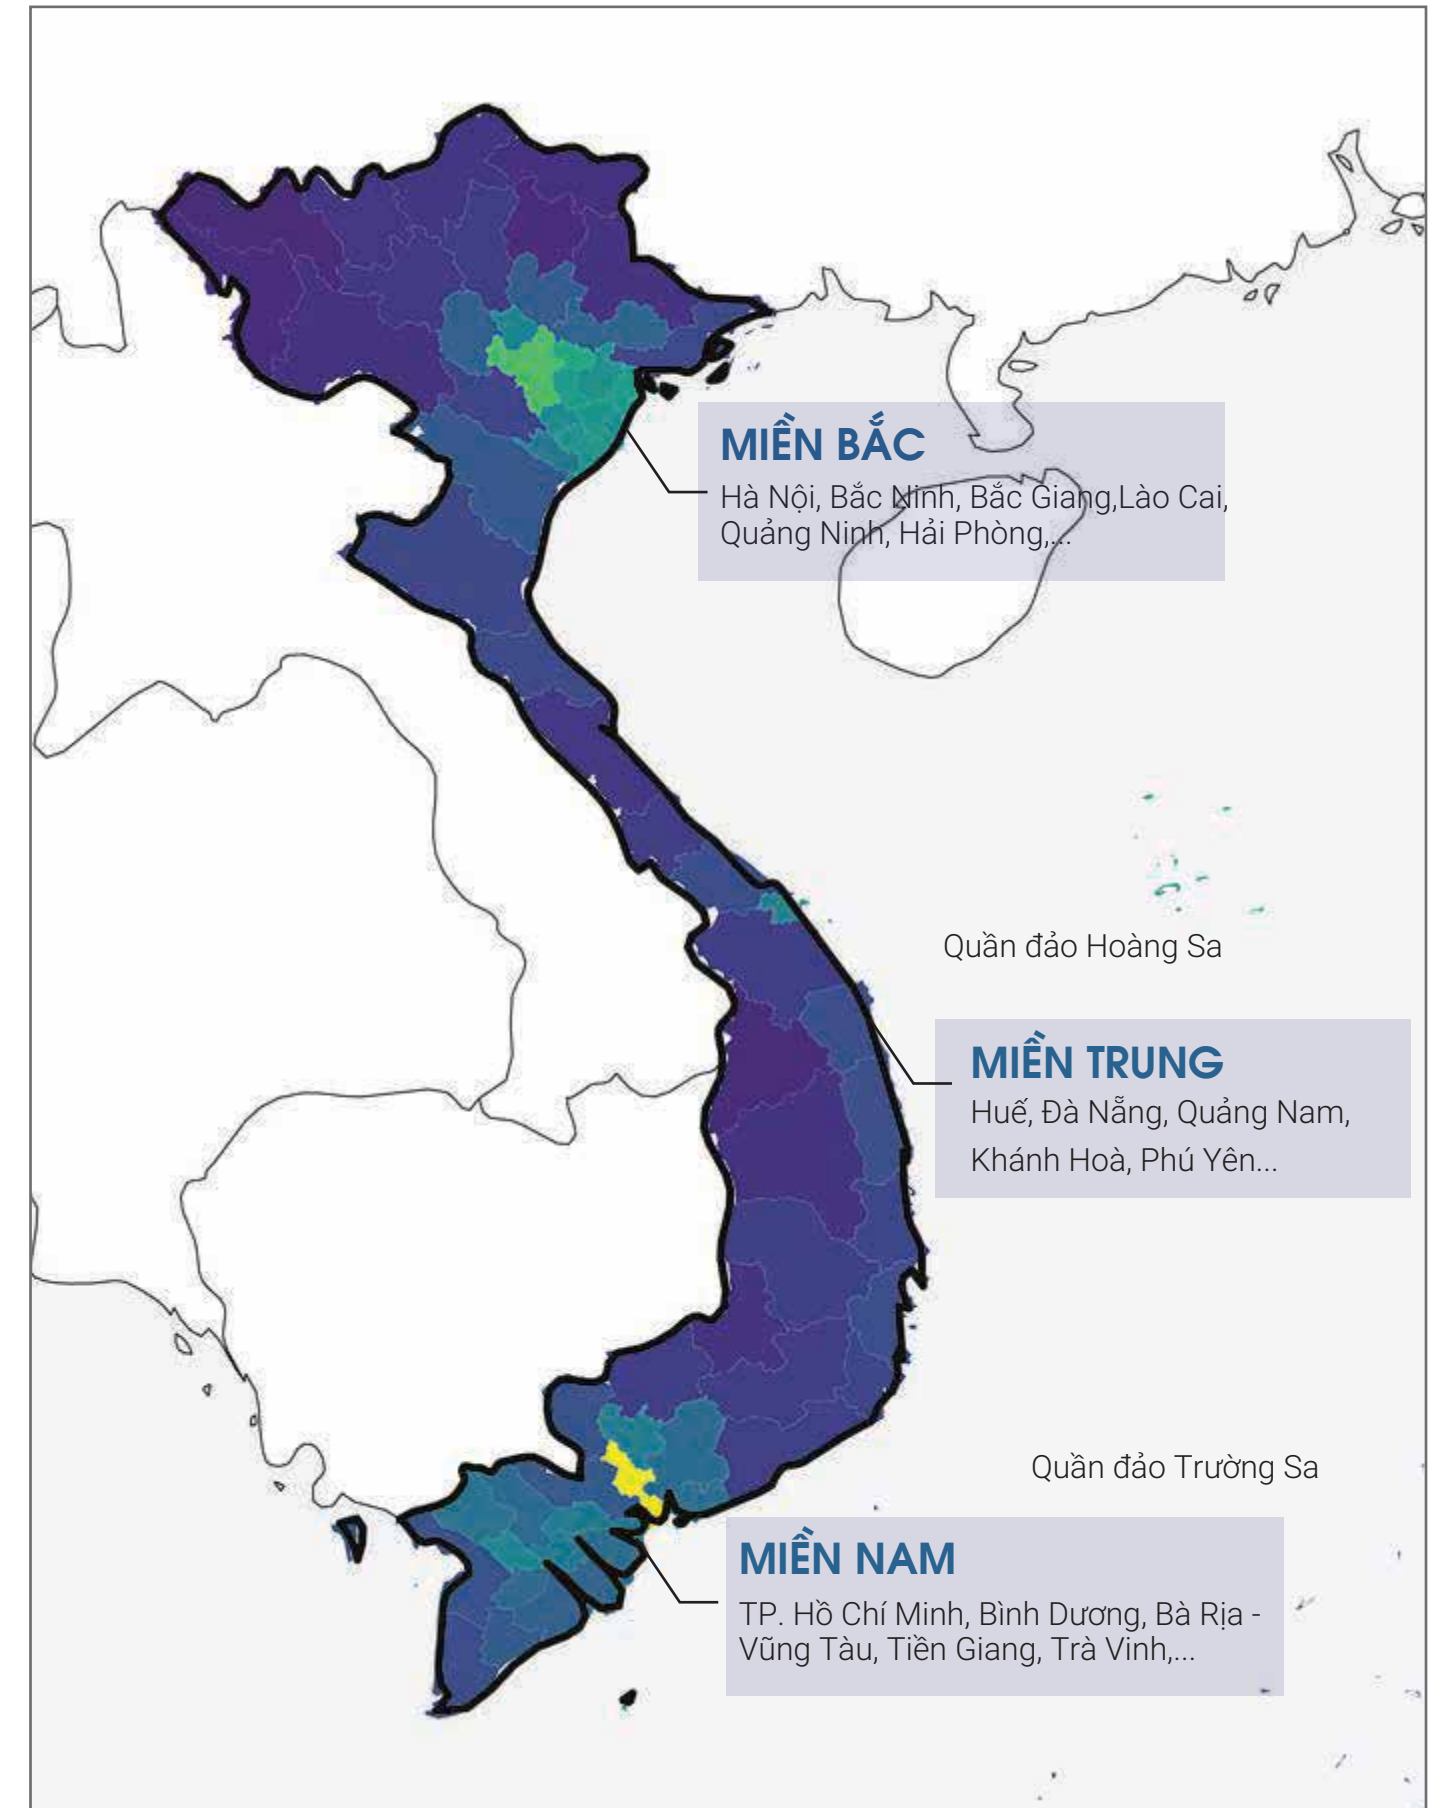 MIỀN BẮC
Hà Nội, Bắc Ninh, Bắc Giang,Lào Cai,
Quảng Ninh, Hải Phòng,...
Quần đảo Hoàng Sa
MIỀN TRUNG
Huế, Đà Nẵng, Quảng Nam,
Khánh Hoà, Phú Yên...
Quần đảo Trường Sa
MIỀN NAM
TP. Hồ Chí Minh, Bình Dương, Bà Rịa -
Vũng Tàu, Tiền Giang, Trà Vinh,...